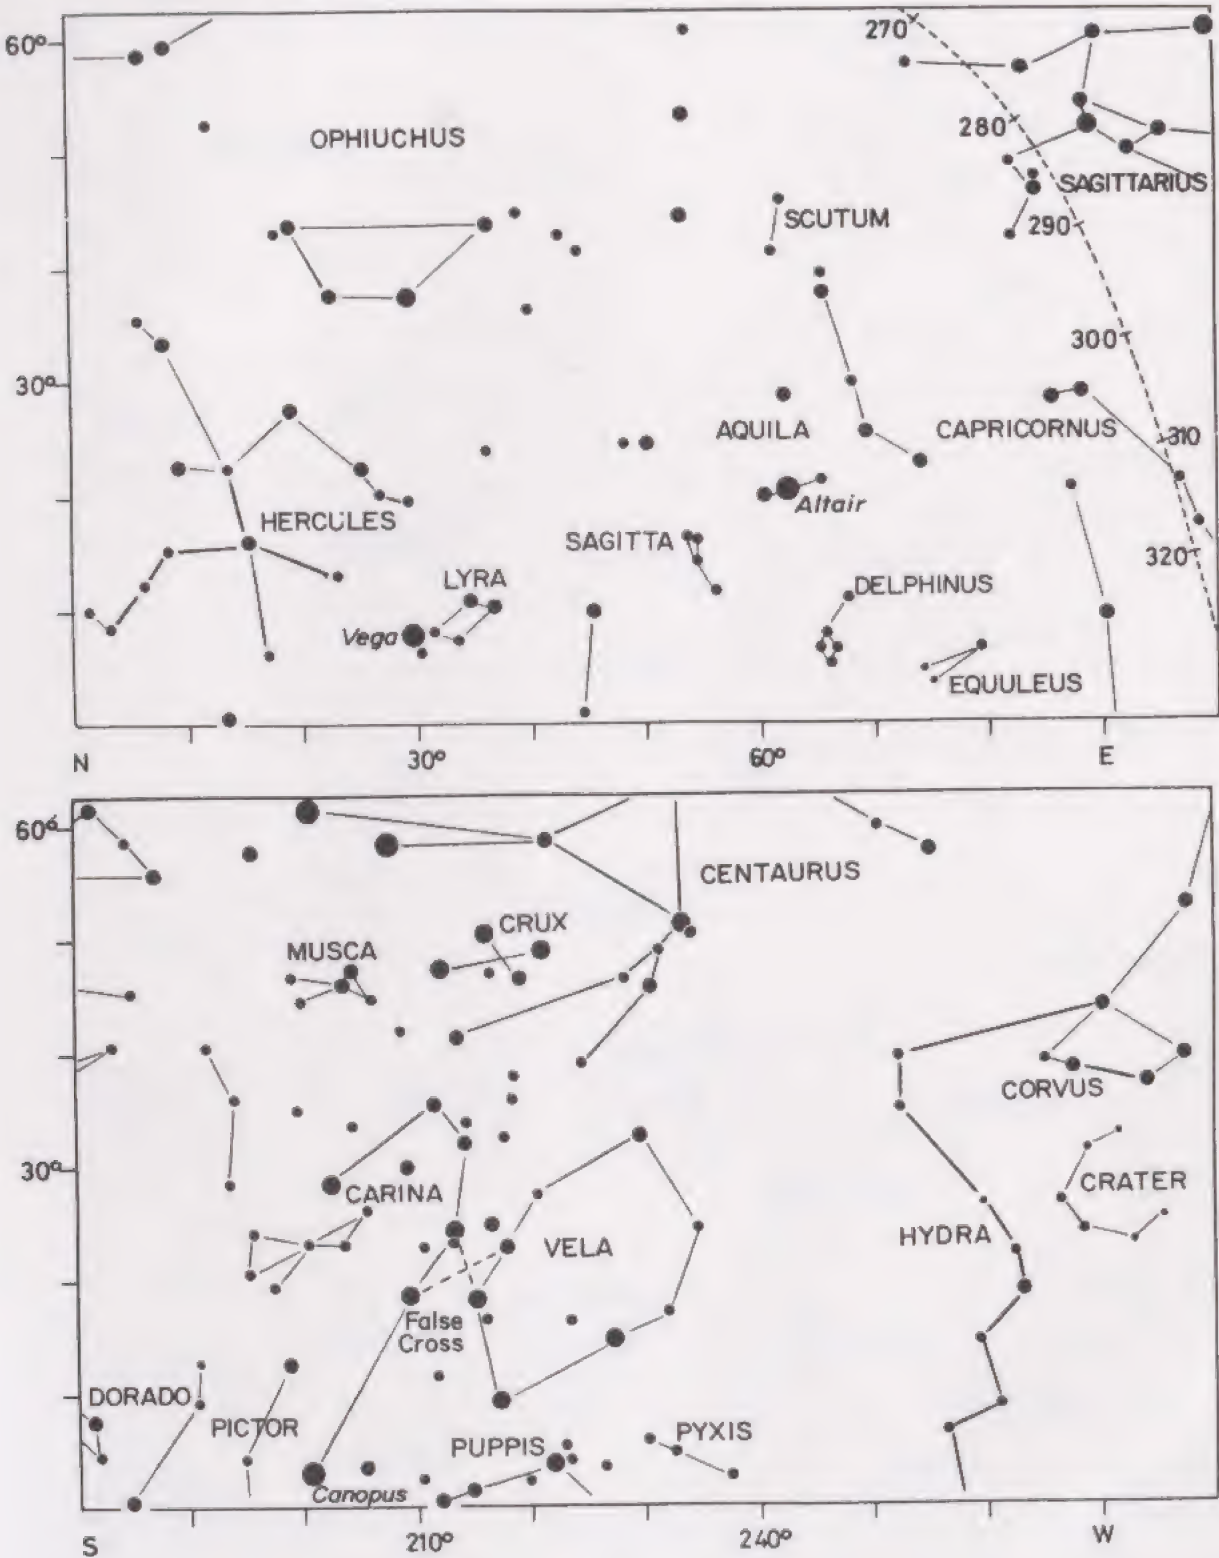 60°
270
OPHIUCHUS
280
SAGITTARIUS
SCUTUM
290
300
30°
AQUILA
CAPRICORNUS
310
Altair
HERCULES
SAGITTA
320
LYRA
DELPHINUS
Vega
EQUULEUS
N
30°
60°
E
60°
CENTAURUS
CRUX
MUSCA
CORVUS
30°
CARINA
CRATER
VELA
HYDRA
False
Cross
DORADO
PICTOR
PUPPIS
PYXIS
Canopus
S
210°
240°
W